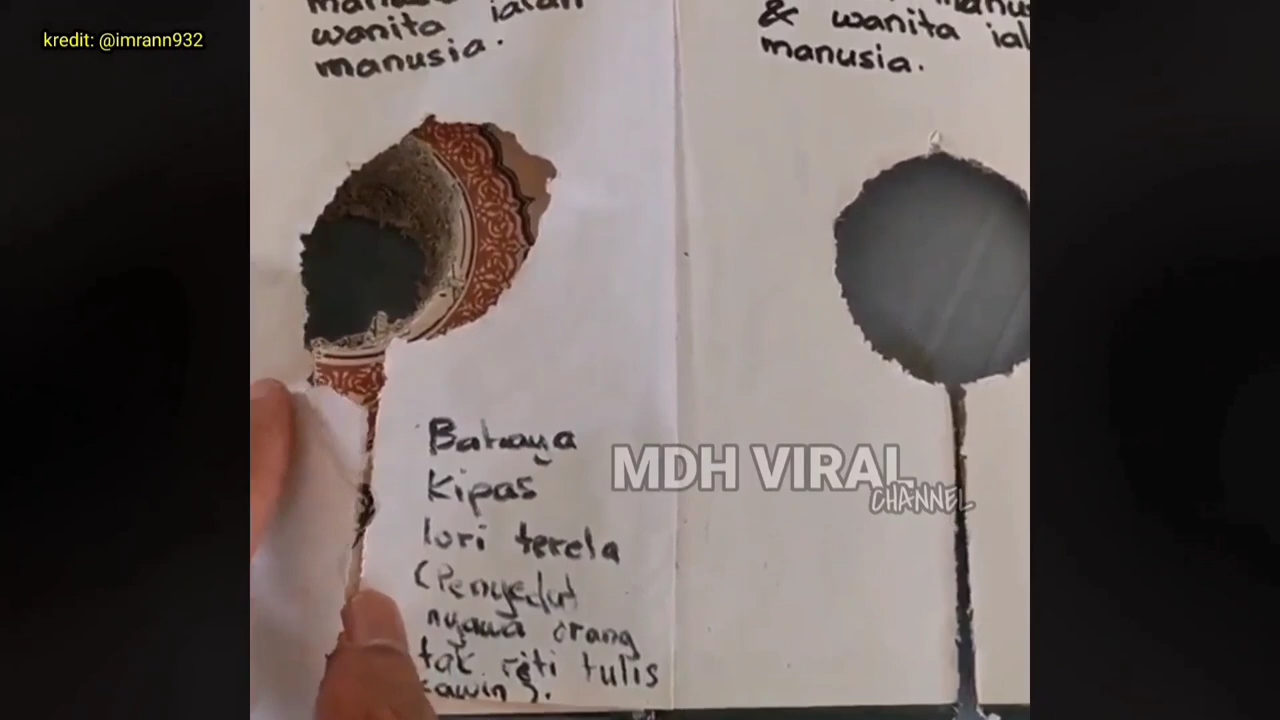 kredit: @imrann932
wanita ialah
manusia.
& wanita ial
manusia.
Bahaya
Kipas
lori terela
(Penyedut
nyawa orang
tak reti tulis
MDH VIRAL
CHANNEL